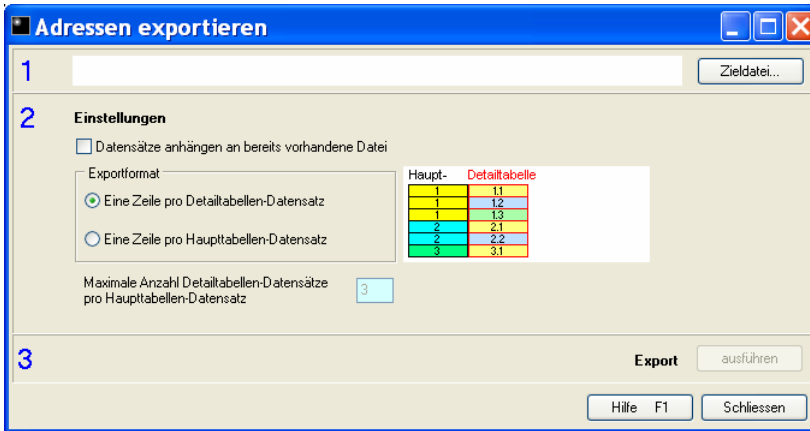 Adressen exportieren
1
Zieldatei...
2
Einstellungen
Datensätze anhängen an bereits vorhandene Datei
Exportformat
Eine Zeile pro Detailtabellen-Datensatz
Eine Zeile pro Haupttabellen-Datensatz
Haupt- Detailtabelle
1 1.1
1 1.2
1 1.3
2 2.1
2 2.2
3 3.1
Maximale Anzahl Detailtabellen-Datensätze
pro Haupttabellen-Datensatz
3
3
Export ausführen
Hilfe F1 Schliessen